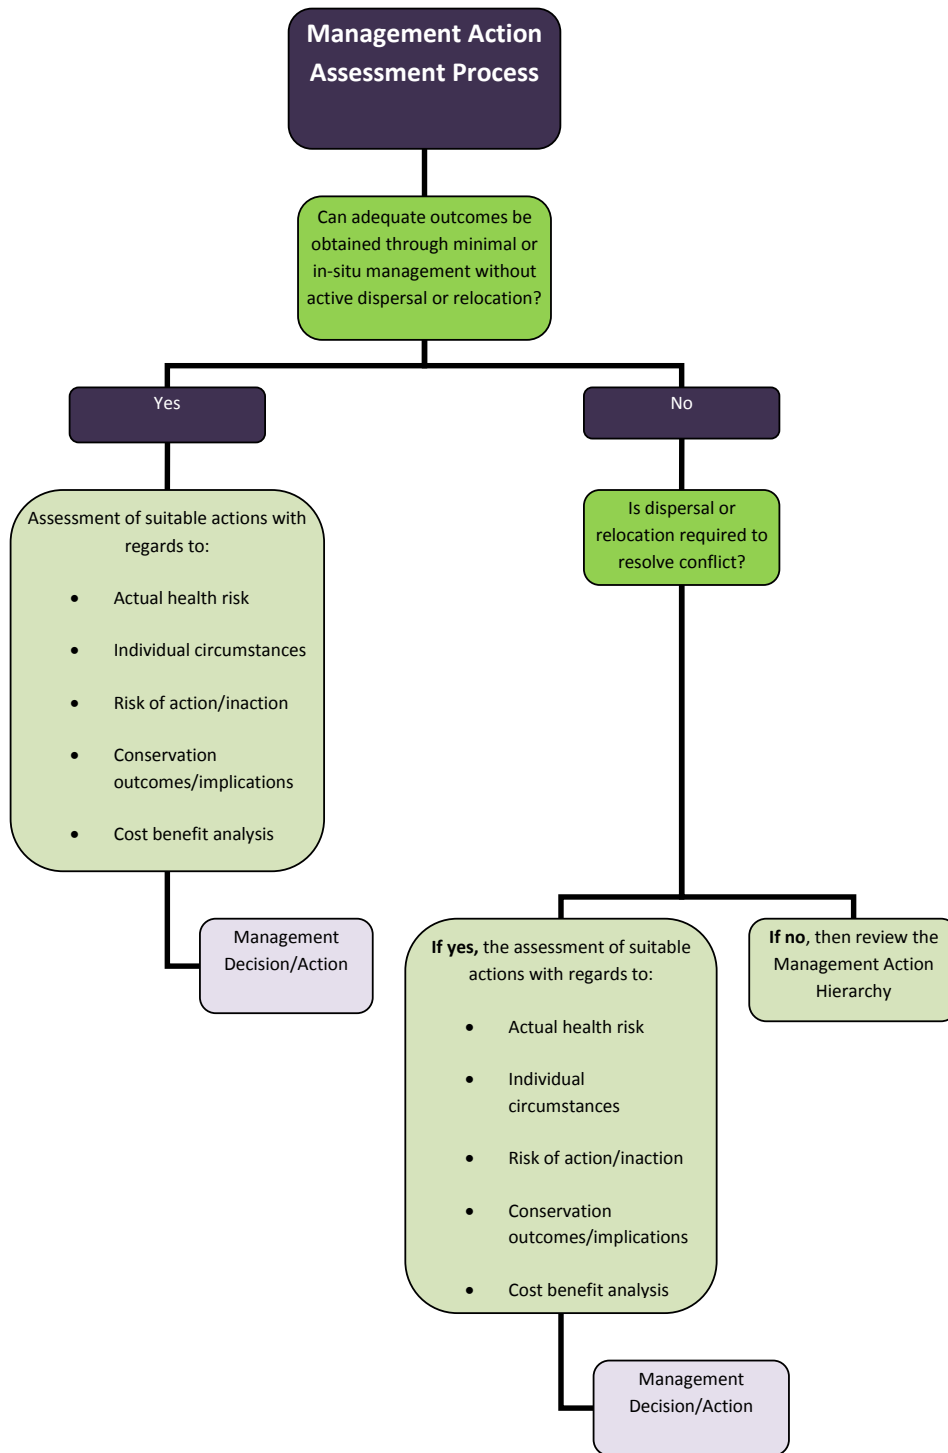 Management Action
Assessment Process
Can adequate outcomes be
obtained through minimal or
in-situ management without
active dispersal or relocation?
Yes
No
Assessment of suitable actions with
regards to:
• Actual health risk
• Individual circumstances
• Risk of action/inaction
• Conservation
outcomes/implications
• Cost benefit analysis
Management
Decision/Action
Is dispersal or
relocation required to
resolve conflict?
If yes, the assessment of suitable
actions with regards to:
• Actual health risk
• Individual
circumstances
• Risk of action/inaction
• Conservation
outcomes/implications
• Cost benefit analysis
If no, then review the
Management Action
Hierarchy
Management
Decision/Action